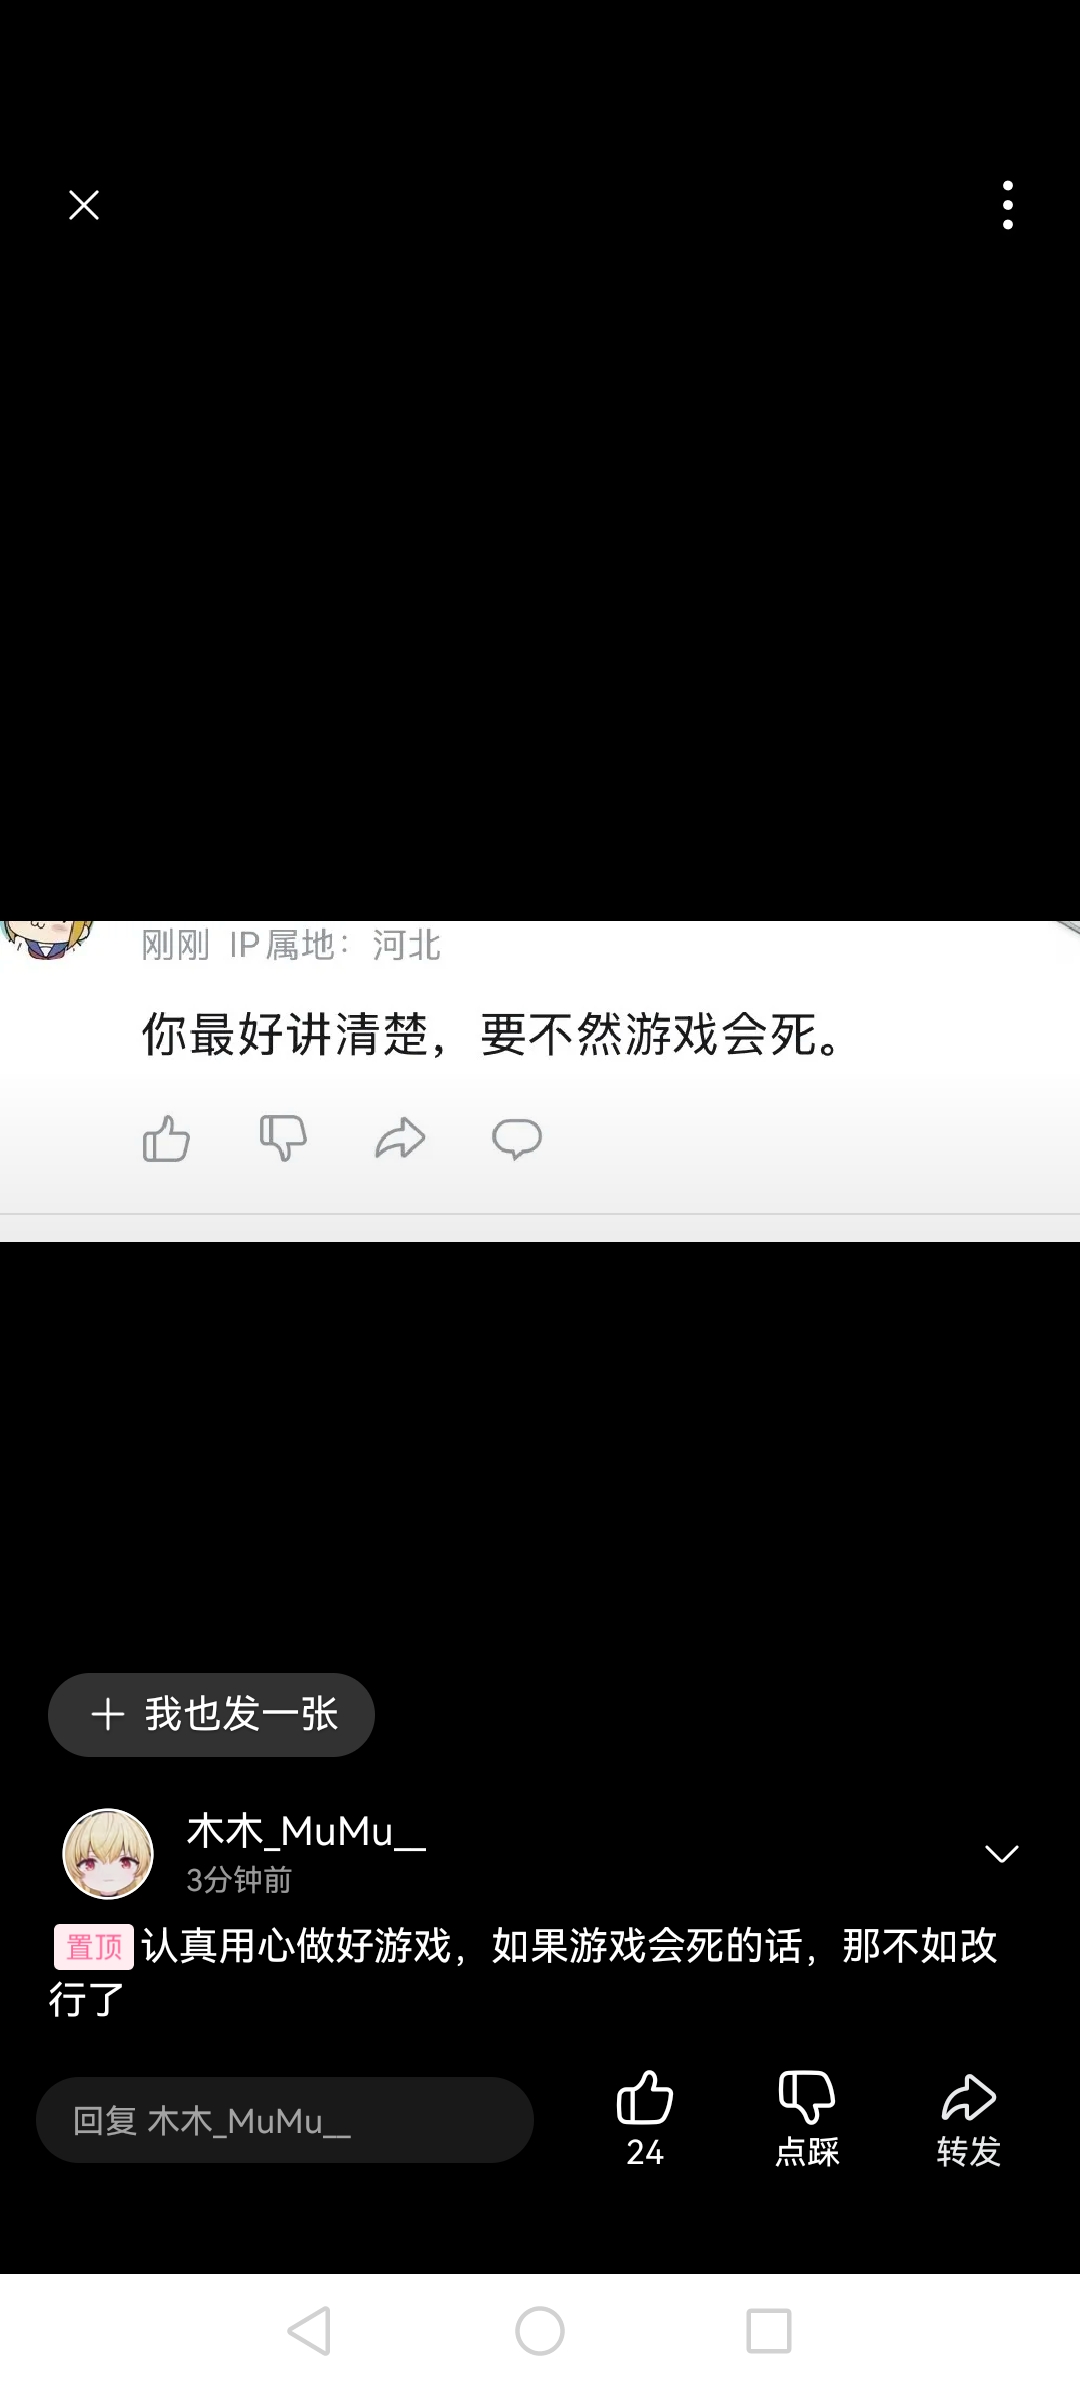 刚刚 IP属地：河北
你最好讲清楚，要不然游戏会死。
我也发一张
木木_MuMu__
3分钟前
置顶 认真用心做好游戏，如果游戏会死的话，那不如改
行了
回复 木木_MuMu__
24
点踩
转发